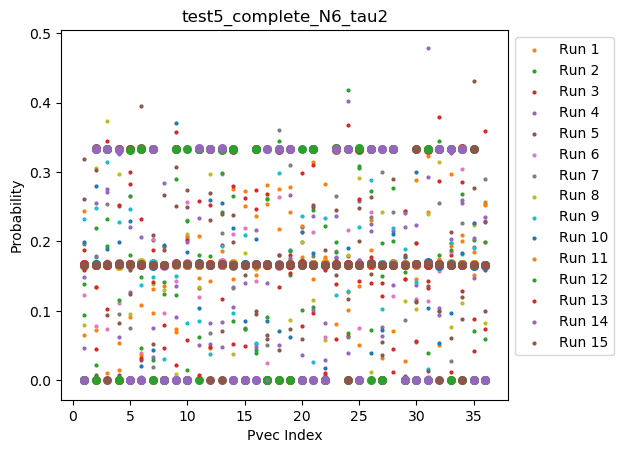 test5_complete_N6_tau2
0.5
0.4
0.3
0.2
0.1
0.0
Probability
0 5 10 15 20 25 30 35
Pvec Index
Run 1
Run 2
Run 3
Run 4
Run 5
Run 6
Run 7
Run 8
Run 9
Run 10
Run 11
Run 12
Run 13
Run 14
Run 15